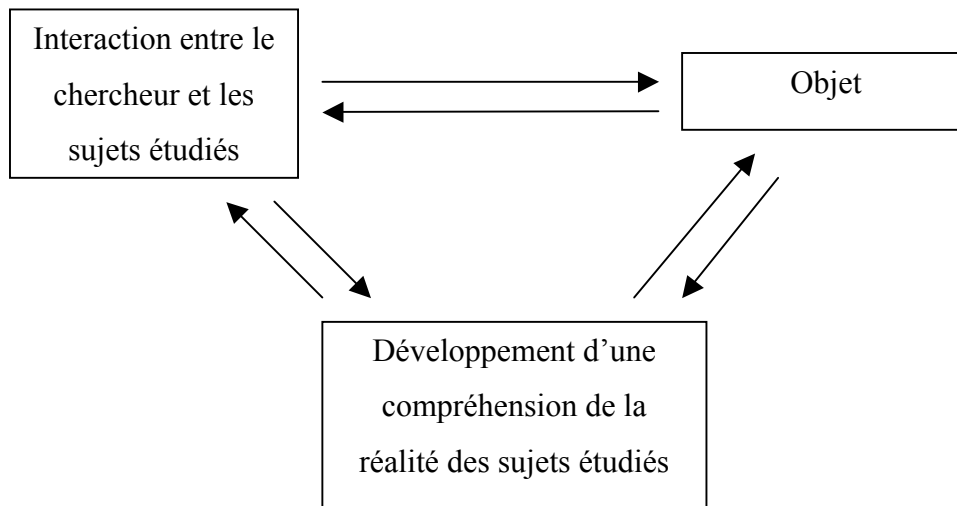 Interaction entre le
chercheur et les
sujets étudiés
Objet
Développement d’une
compréhension de la
réalité des sujets étudiés